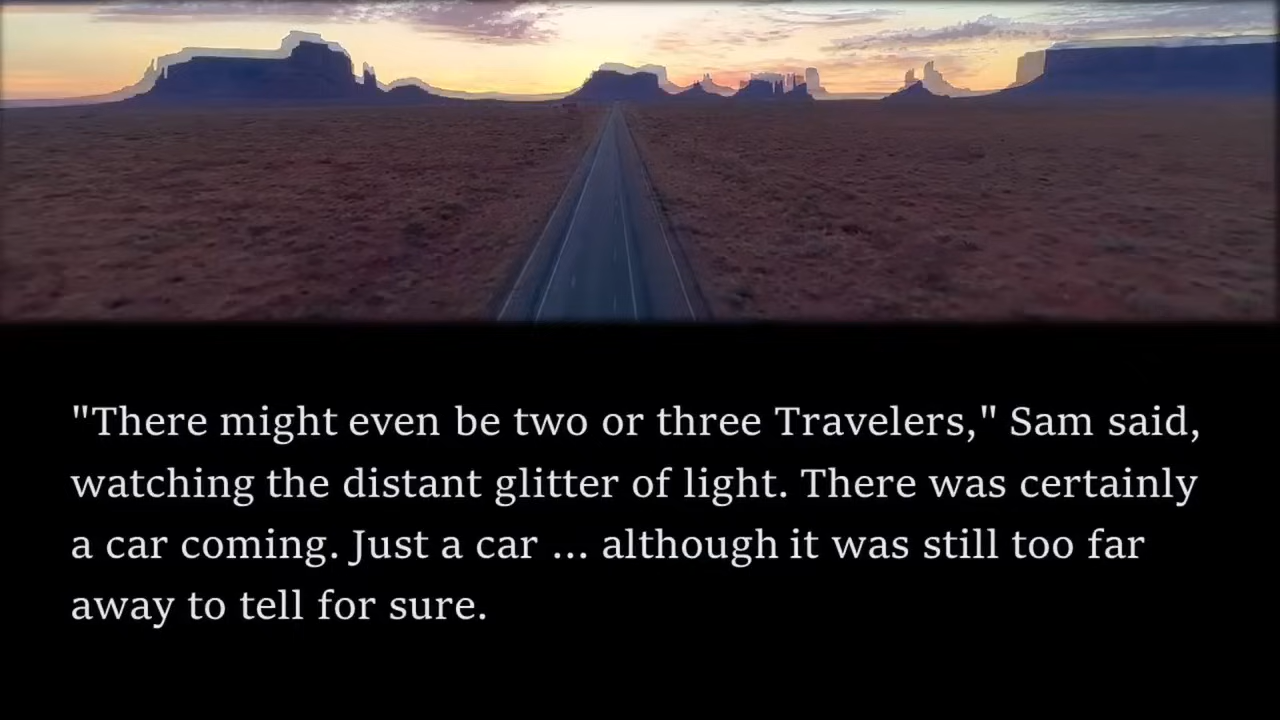 "There might even be two or three Travelers," Sam said,
watching the distant glitter of light. There was certainly
a car coming. Just a car ... although it was still too far
away to tell for sure.